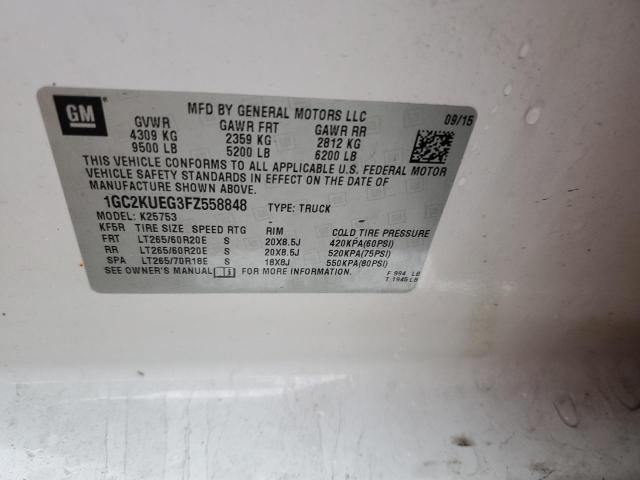 GM
MFD BY GENERAL MOTORS LLC 09/15
GVWR GAWR FRT GAWR RR
4309 KG 2359 KG 2812 KG
9500 LB 5200 LB 6200 LB
THIS VEHICLE CONFORMS TO ALL APPLICABLE U.S. FEDERAL MOTOR
VEHICLE SAFETY STANDARDS IN EFFECT ON THE DATE OF
MANUFACTURE SHOWN ABOVE.
1GC2KUEG3FZ558848 TYPE: TRUCK
MODEL: K25753
KF5R TIRE SIZE SPEED RTG RIM COLD TIRE PRESSURE
FRT LT265/60R20E S 20X8.5J 420KPA(60PSI)
RR LT265/60R20E S 20X8.5J 520KPA(75PSI)
SPA LT265/70R18E S 18X8J 550KPA(80PSI)
SEE OWNER'S MANUAL FOR MORE INFORMATION. F 994 LB
T 1945 LB